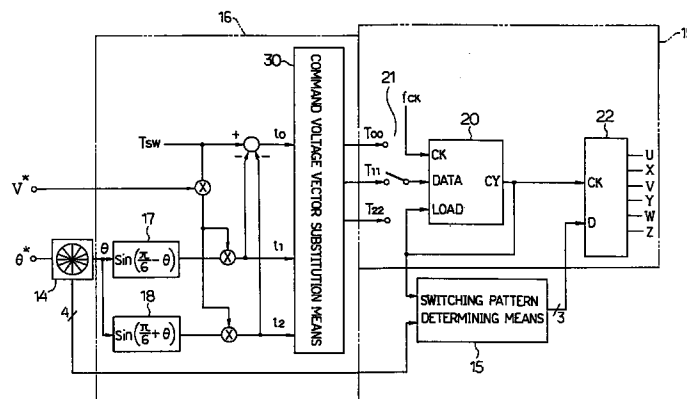 16
30
COMMAND VOLTAGE VECTOR SUBSTITUTION MEANS
21
fCK
20
22
TSW
+
−
−
t0
T00
CK
DATA
CY
LOAD
T11
T22
CK
D
U
X
V
Y
W
Z
V*
X
θ*
14
θ
17
Sin(π/6−θ)
X
t1
18
Sin(π/6+θ)
X
t2
4
SWITCHING PATTERN
DETERMINING MEANS
3
15